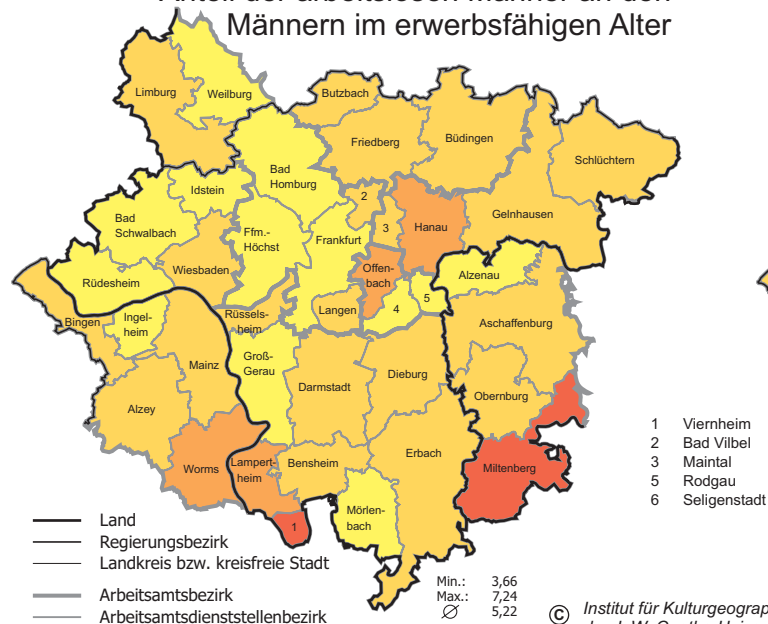 Männern im erwerbsfähigen Alter
Limburg
Weilburg
Butzbach
Friedberg
Büdingen
Schlüchtern
Bad
Homburg
Idstein
2
Bad
Schwalbach
Ffm.-
Höchst
Frankfurt
3
Hanau
Gelnhausen
Wiesbaden
Rüdesheim
Offen-
bach
Alzenau
5
4
Bingen
Ingel-
heim
Rüssels-
heim
Langen
Aschaffenburg
Mainz
Groß-
Gerau
Darmstadt
Dieburg
Obernburg
Alzey
Worms
Lampert-
heim
Bensheim
Erbach
Miltenberg
Mörlen-
bach
1
1 Viernheim
2 Bad Vilbel
3 Maintal
5 Rodgau
6 Seligenstadt
Land
Regierungsbezirk
Landkreis bzw. kreisfreie Stadt
Arbeitsamtsbezirk
Arbeitsamtsdienststellenbezirk
Min.: 3,66
Max.: 7,24
Ø 5,22
© Institut für Kulturgeograp